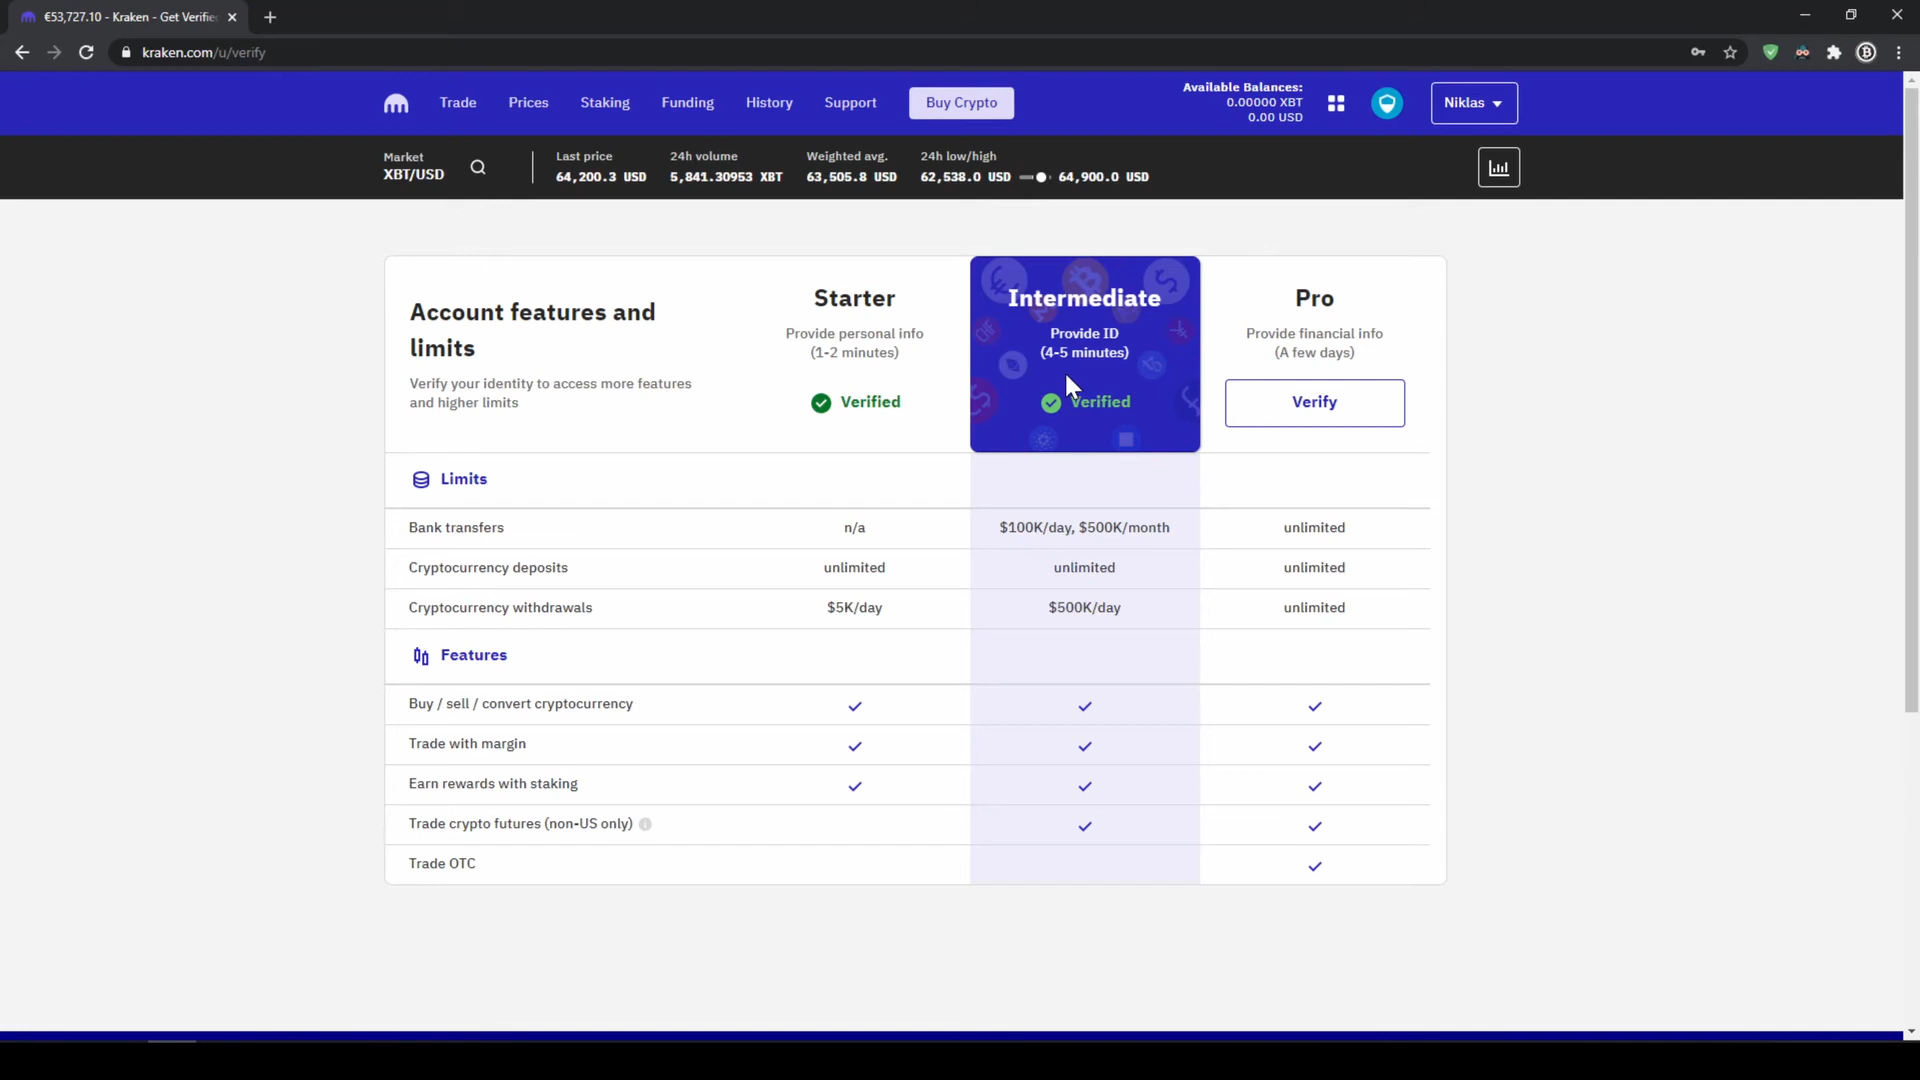 €53,727.10 - Kraken - Get Verifie
kraken.com/u/verify
Trade
Prices
Staking
Funding
History
Support
Buy Crypto
Available Balances:
0.00000 XBT
0.00 USD
Niklas
Market
XBT/USD
Last price
64,200.3 USD
24h volume
5,841.30953 XBT
Weighted avg.
63,505.8 USD
24h low/high
62,538.0 USD 64,900.0 USD
Account features and
limits
Verify your identity to access more features
and higher limits
Starter
Provide personal info
(1-2 minutes)
Verified
Intermediate
Provide ID
(4-5 minutes)
Verified
Pro
Provide financial info
(A few days)
Verify
Limits
Bank transfers n/a $100K/day, $500K/month unlimited
Cryptocurrency deposits unlimited unlimited unlimited
Cryptocurrency withdrawals $5K/day $500K/day unlimited
Features
Buy / sell / convert cryptocurrency
Trade with margin
Earn rewards with staking
Trade crypto futures (non-US only)
Trade OTC